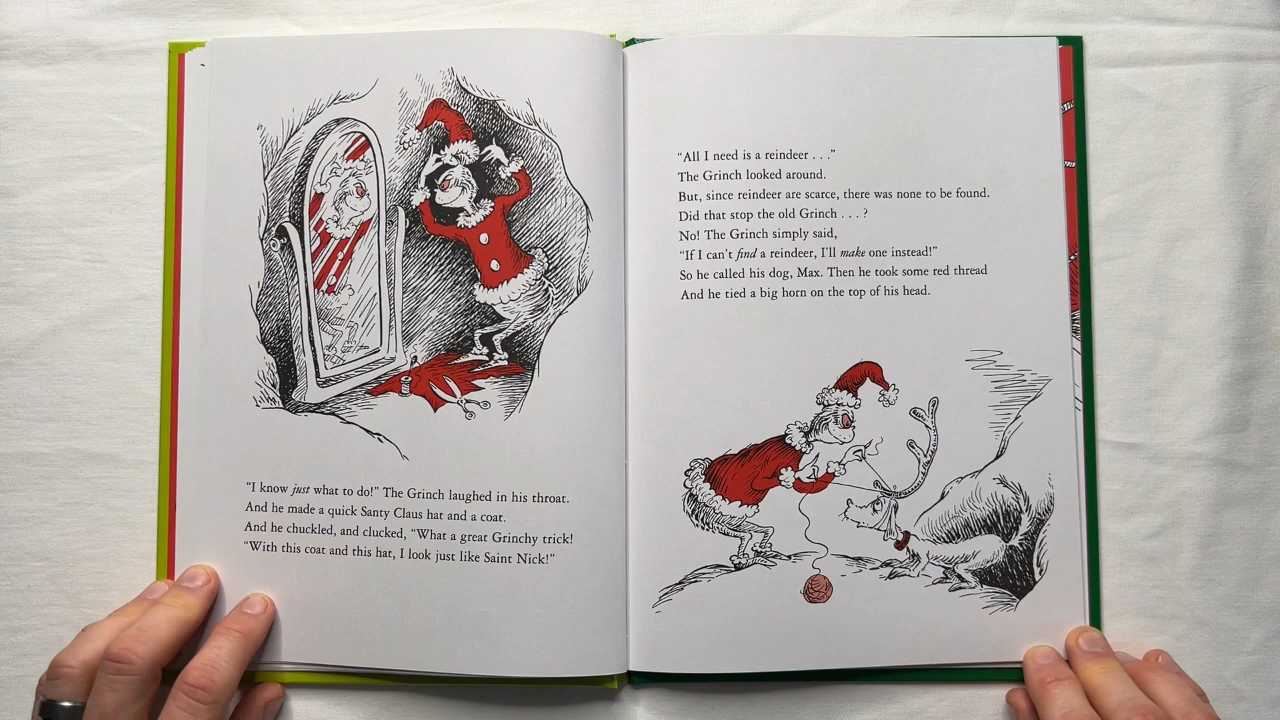 “I know just what to do!” The Grinch laughed in his throat.
And he made a quick Santy Claus hat and a coat.
And he chuckled, and clucked, “What a great Grinchy trick!
“With this coat and this hat, I look just like Saint Nick!”
“All I need is a reindeer . . .”
The Grinch looked around.
But, since reindeer are scarce, there was none to be found.
Did that stop the old Grinch . . . ?
No! The Grinch simply said,
“If I can’t find a reindeer, I’ll make one instead!”
So he called his dog, Max. Then he took some red thread
And he tied a big horn on the top of his head.